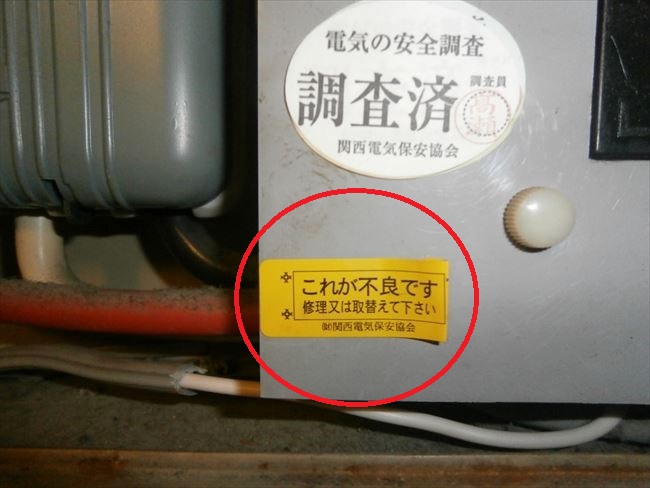 電気の安全調査
調査済
調査員
高瀬
関西電気保安協会
これが不良です
修理又は取替えて下さい
㈶関西電気保安協会